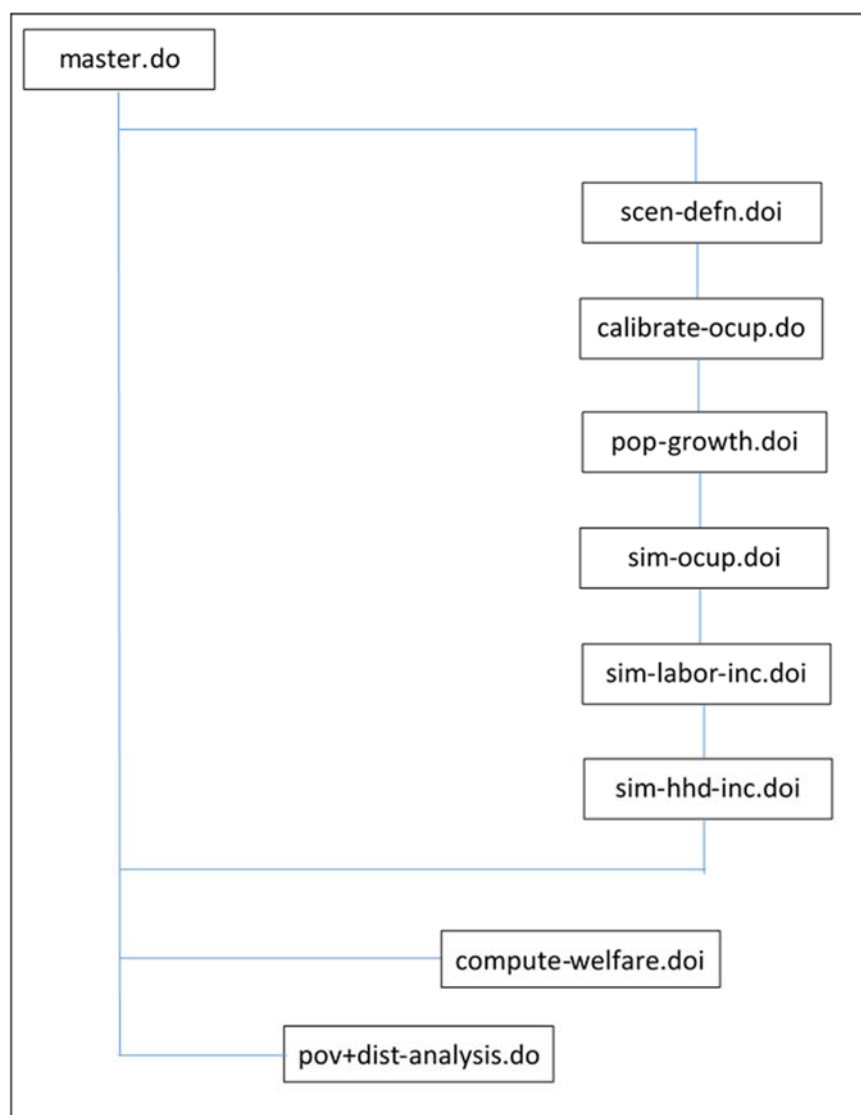 master.do
scen-defn.doi
calibrate-ocup.do
pop-growth.doi
sim-ocup.doi
sim-labor-inc.doi
sim-hhd-inc.doi
compute-welfare.doi
pov+dist-analysis.do